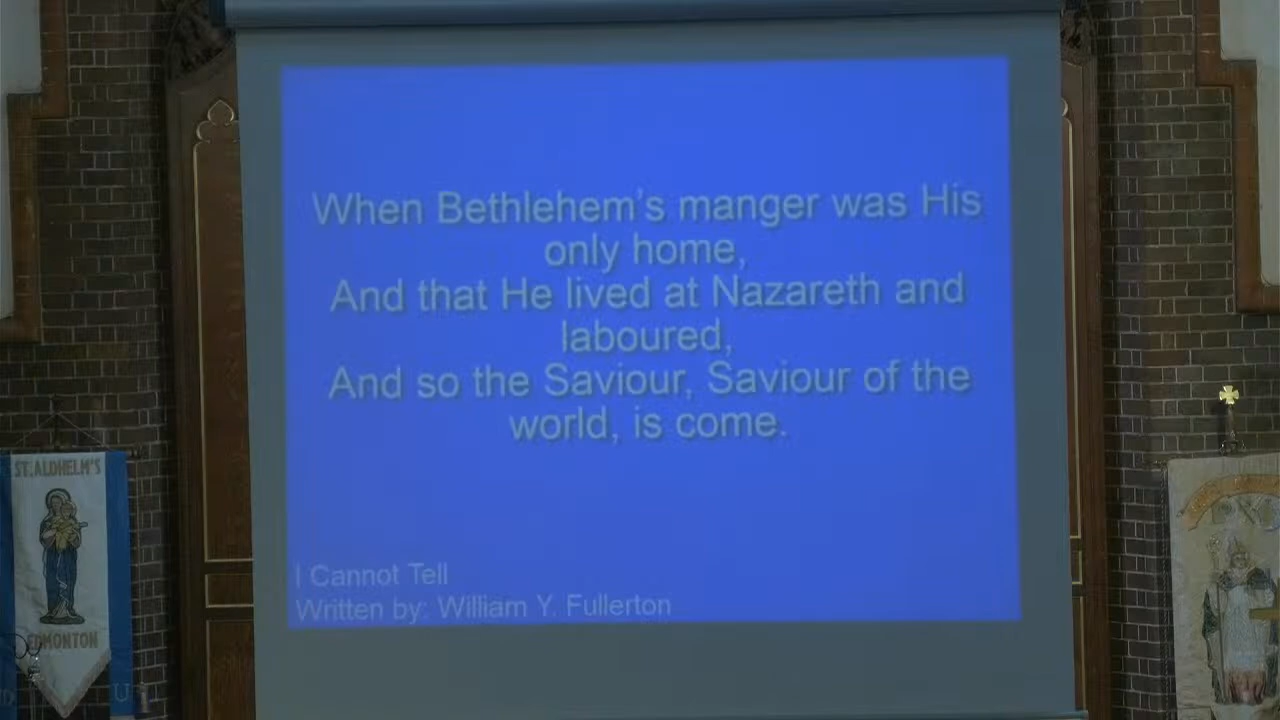 When Bethlehem's manger was His
only home,
And that He lived at Nazareth and
laboured,
And so the Saviour, Saviour of the
world, is come.
I Cannot Tell
Written by: William Y. Fullerton
ST. ALDHELM'S
EDMONTON
U